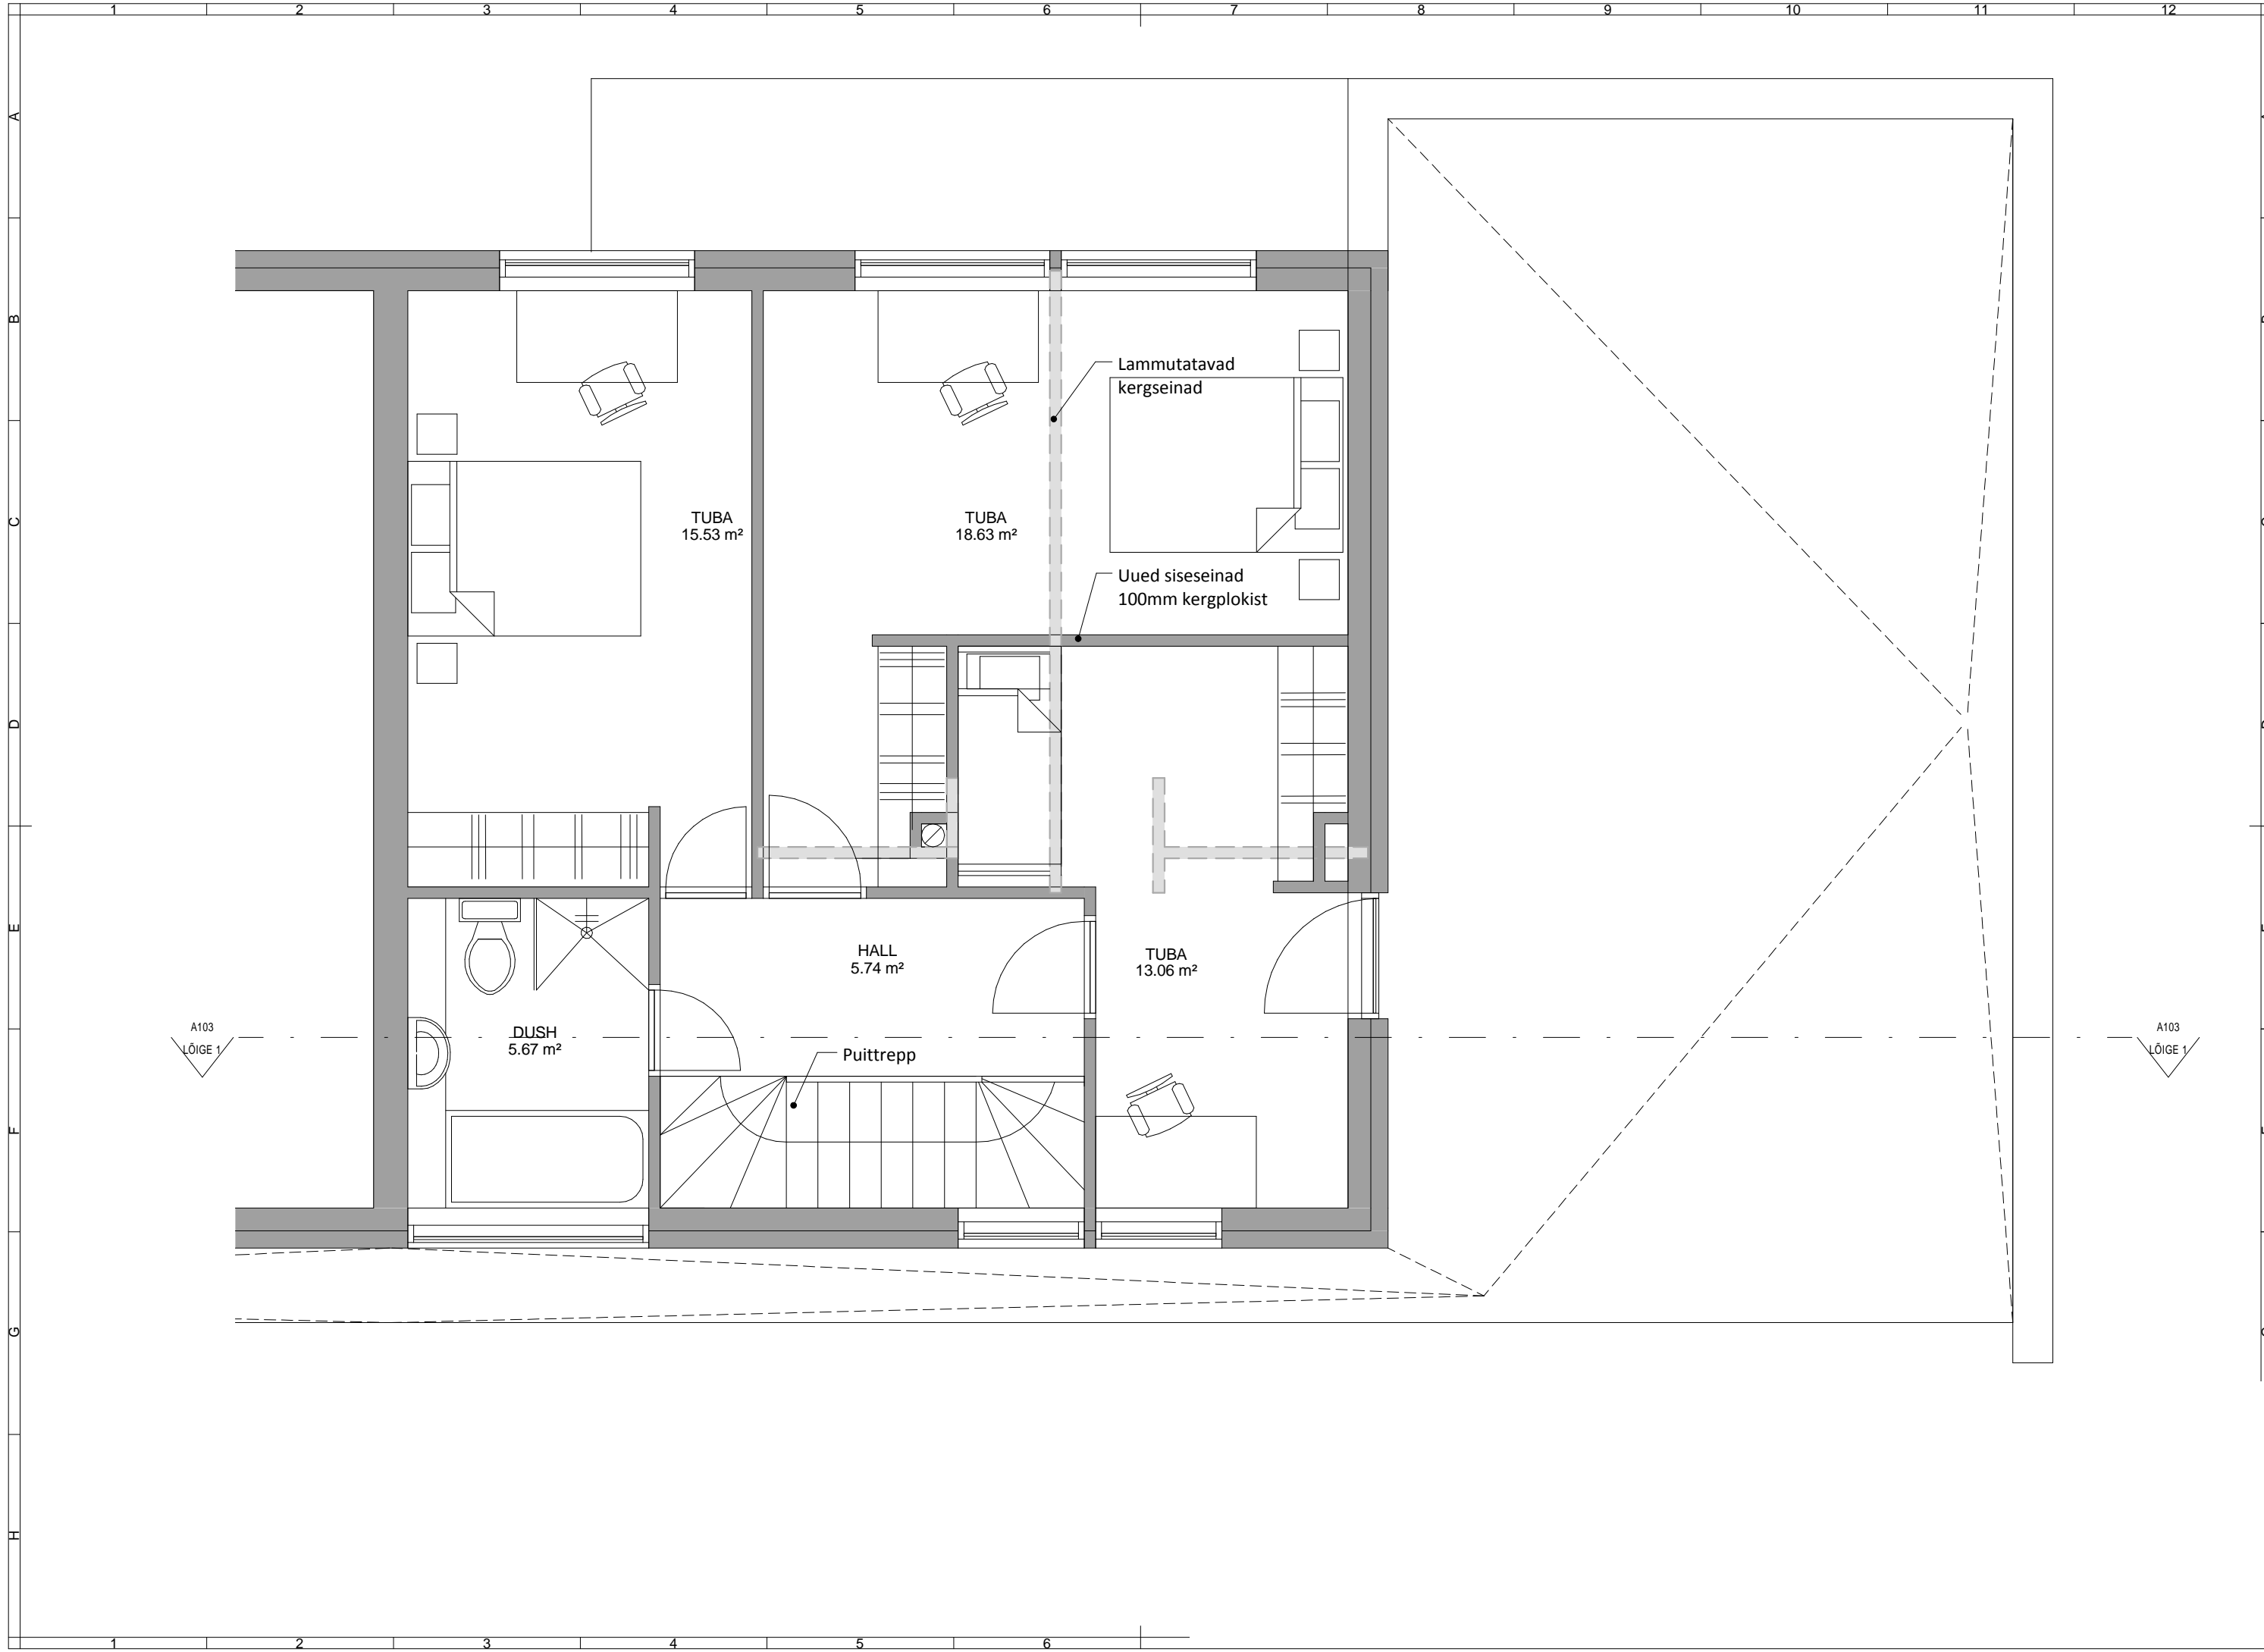 1 2 3 4 5 6 7 8 9 10 11 12
A
B
Lammutatavad
kergseinad
C
TUBA
15.53 m²
TUBA
18.63 m²
Uued siseseinad
100mm kergplokist
D
E
HALL
5.74 m²
TUBA
13.06 m²
A103
LÕIGE 1
DUSH
5.67 m²
Puittrepp
A103
LÕIGE 1
F
G
H
1 2 3 4 5 6